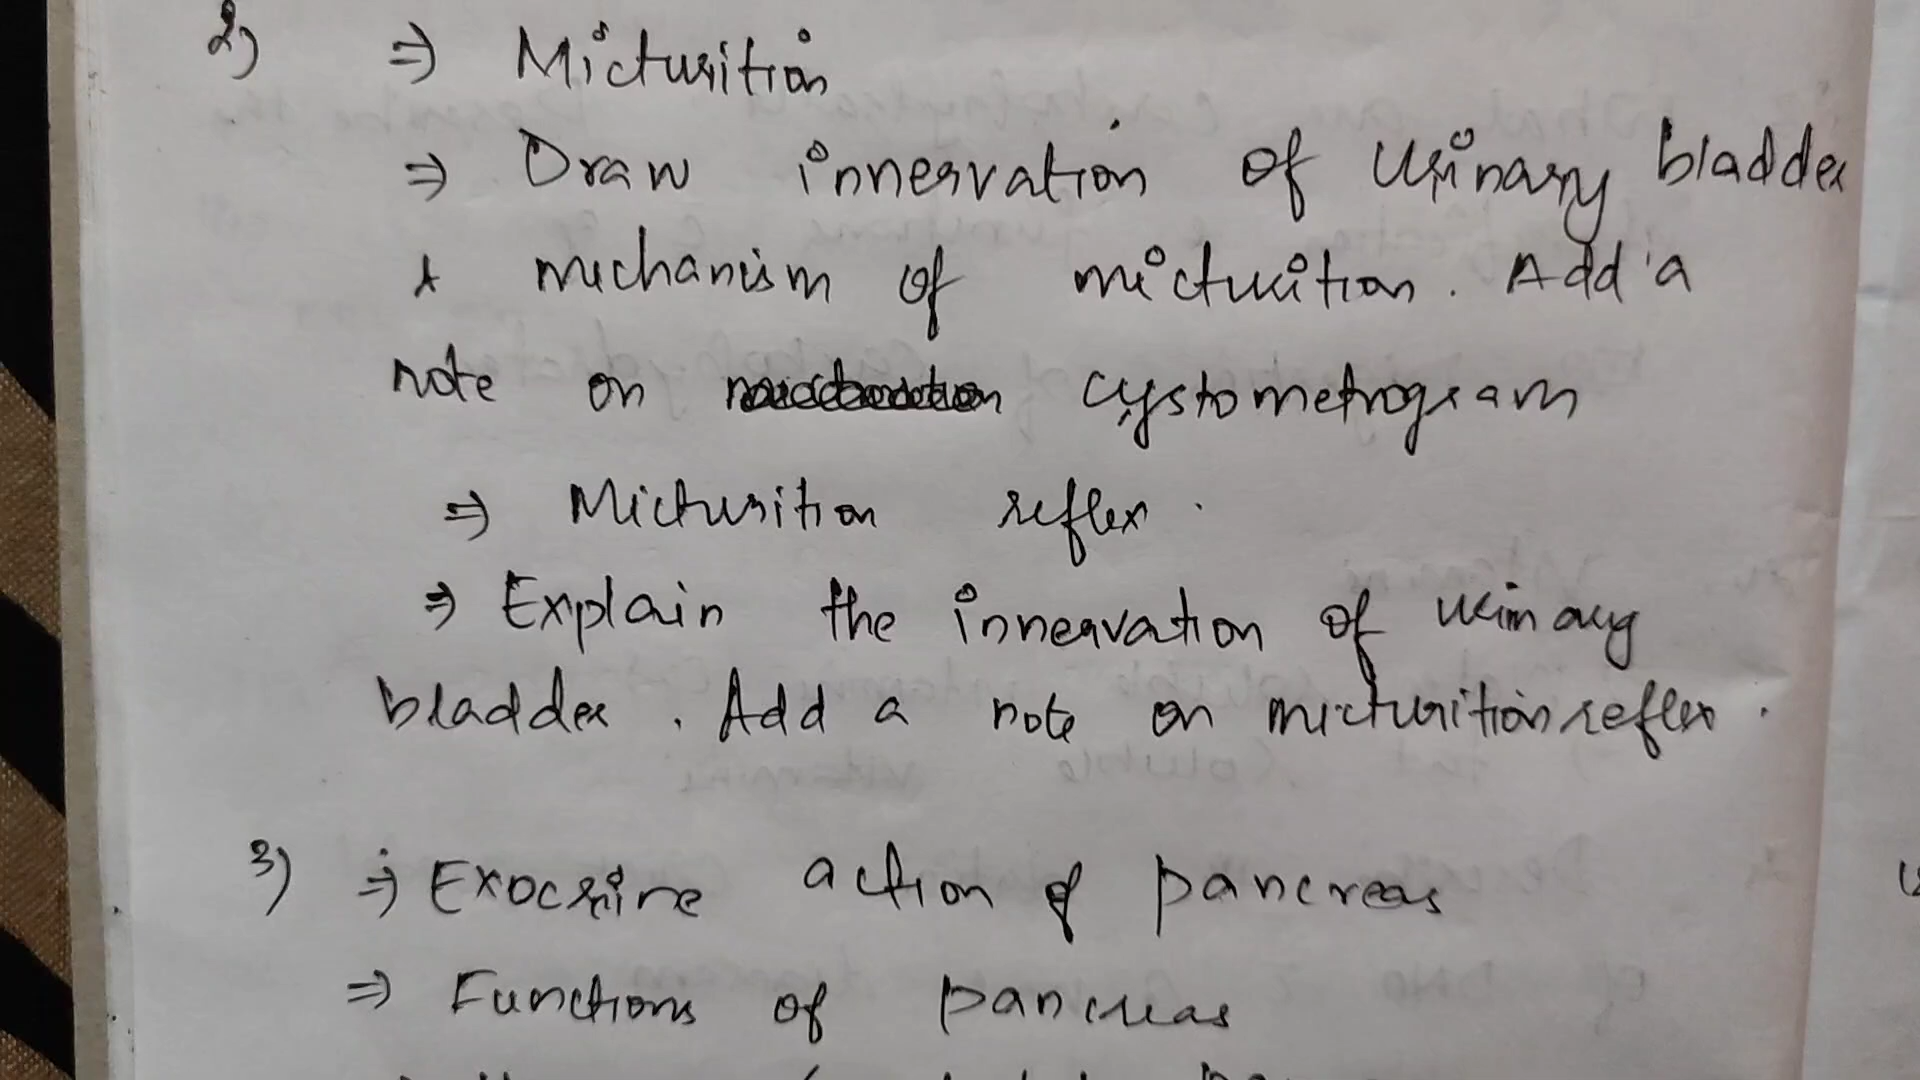 2) ⇒ Micturition
⇒ Draw innervation of Urinary bladder
& mechanism of micturition. Add a
note on cystometrogram
⇒ Micturition reflex.
⇒ Explain the innervation of urinary
bladder. Add a note on micturition reflex.
3) ⇒ Exocrine action of pancreas
⇒ Functions of pancreas